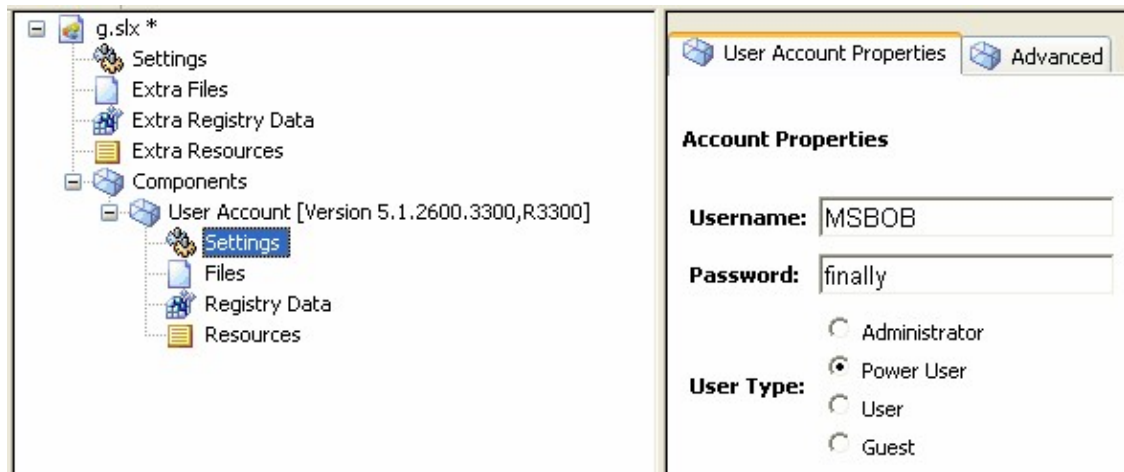 g.slx *
Settings
Extra Files
Extra Registry Data
Extra Resources
Components
User Account [Version 5.1.2600.3300,R3300]
Settings
Files
Registry Data
Resources
User Account Properties
Advanced
Account Properties
Username: MSBOB
Password: finally
User Type:
Administrator
Power User
User
Guest